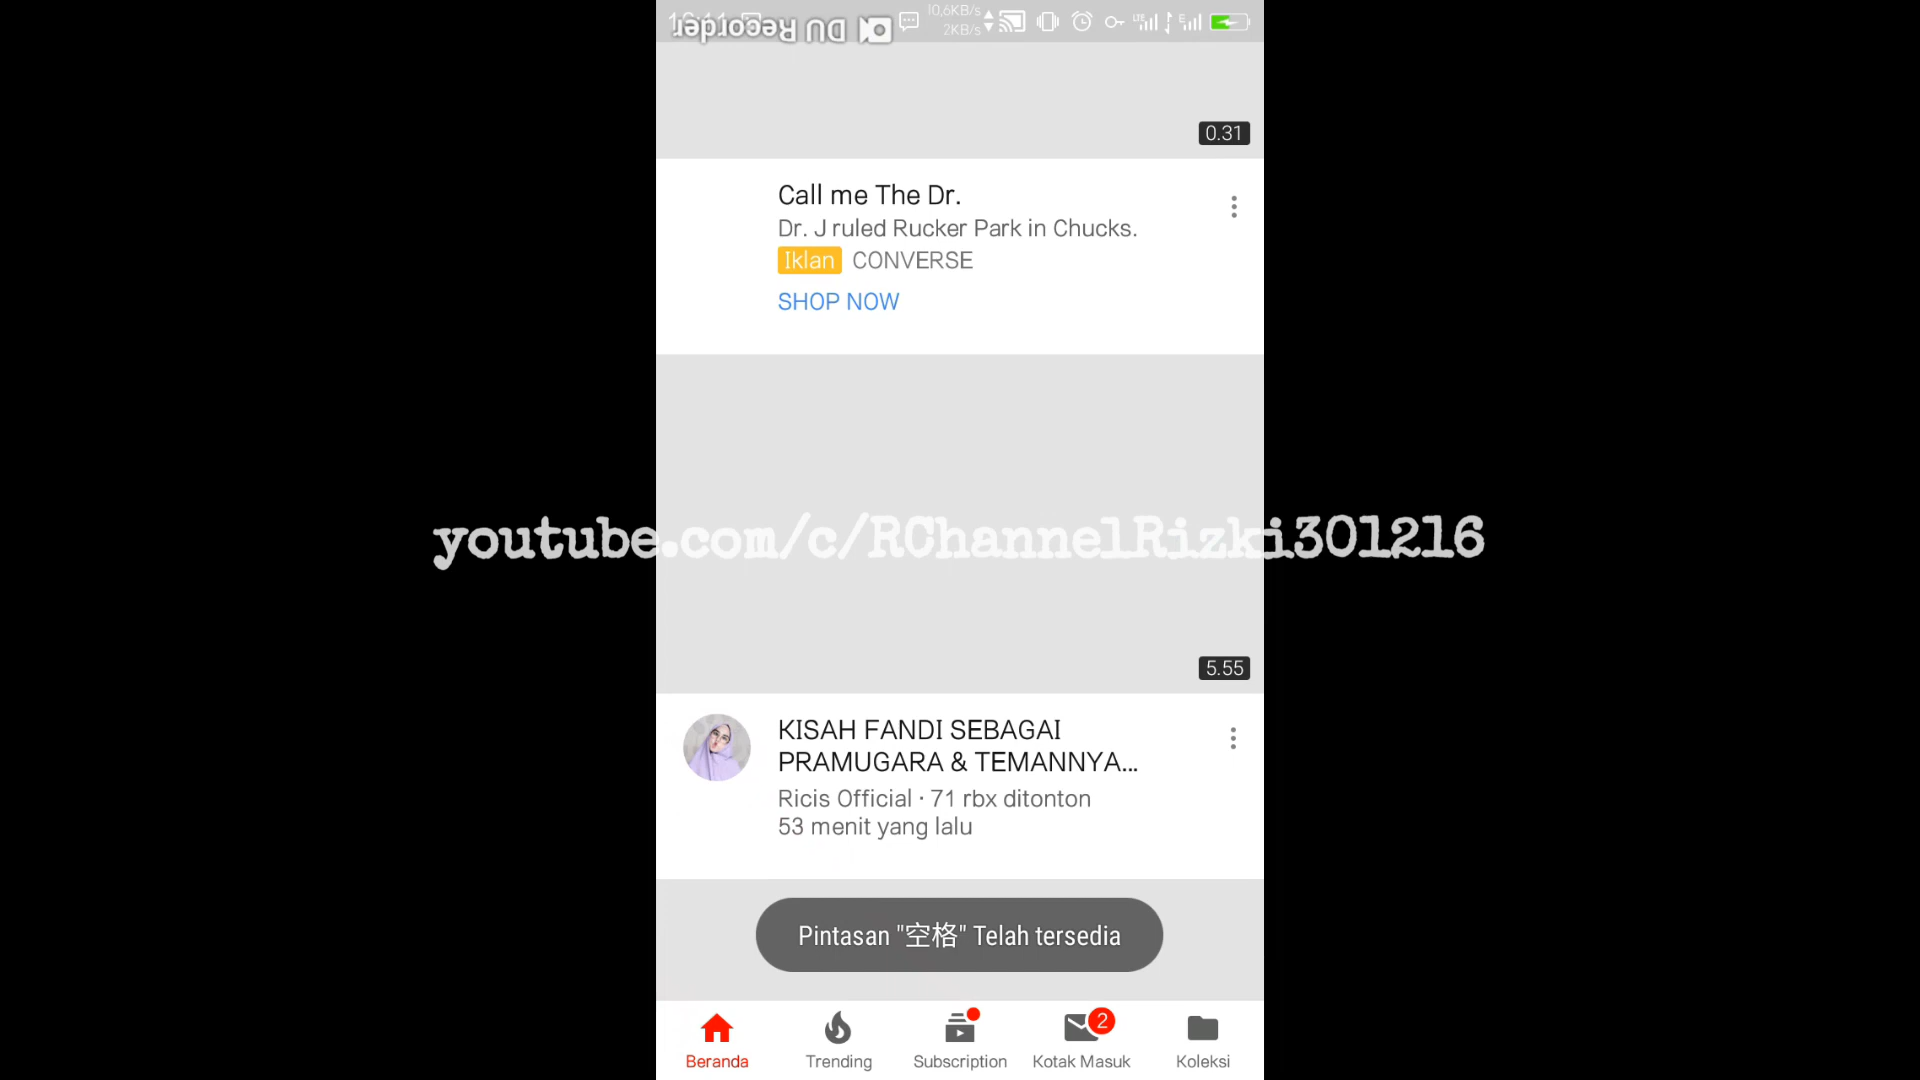 DU Recorder
10,6KB/s
2KB/s
0.31
Call me The Dr.
Dr. J ruled Rucker Park in Chucks.
Iklan CONVERSE
SHOP NOW
youtube.com/c/RChannelRizki301216
5.55
KISAH FANDI SEBAGAI
PRAMUGARA & TEMANNYA...
Ricis Official · 71 rbx ditonton
53 menit yang lalu
Pintasan "空格" Telah tersedia
2
Beranda Trending Subscription Kotak Masuk Koleksi